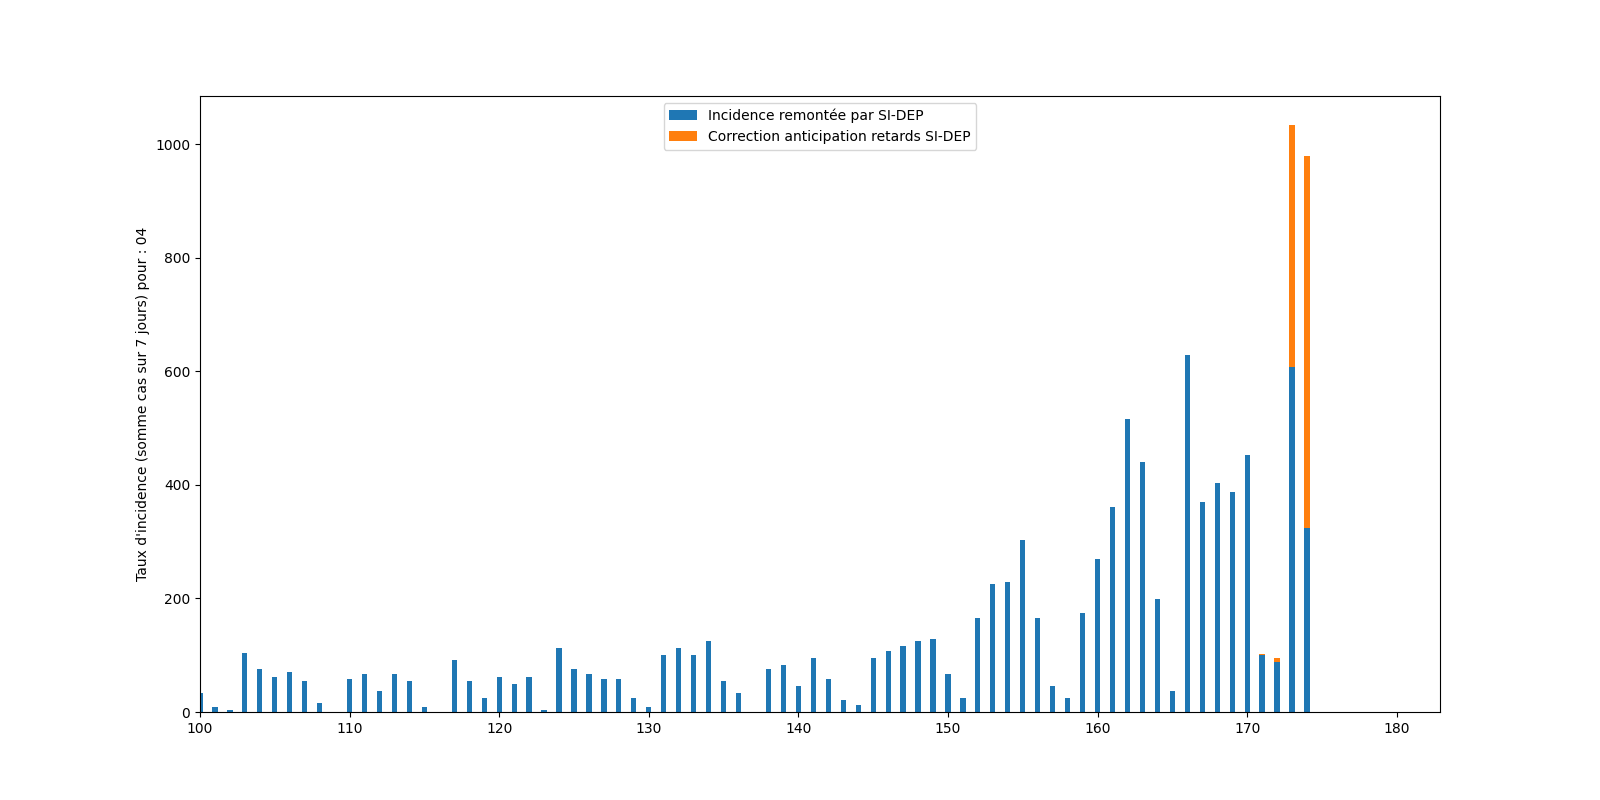 Incidence remontée par SI-DEP
Correction anticipation retards SI-DEP
Taux d'incidence (somme cas sur 7 jours) pour : 04
1000
800
600
400
200
0
100 110 120 130 140 150 160 170 180